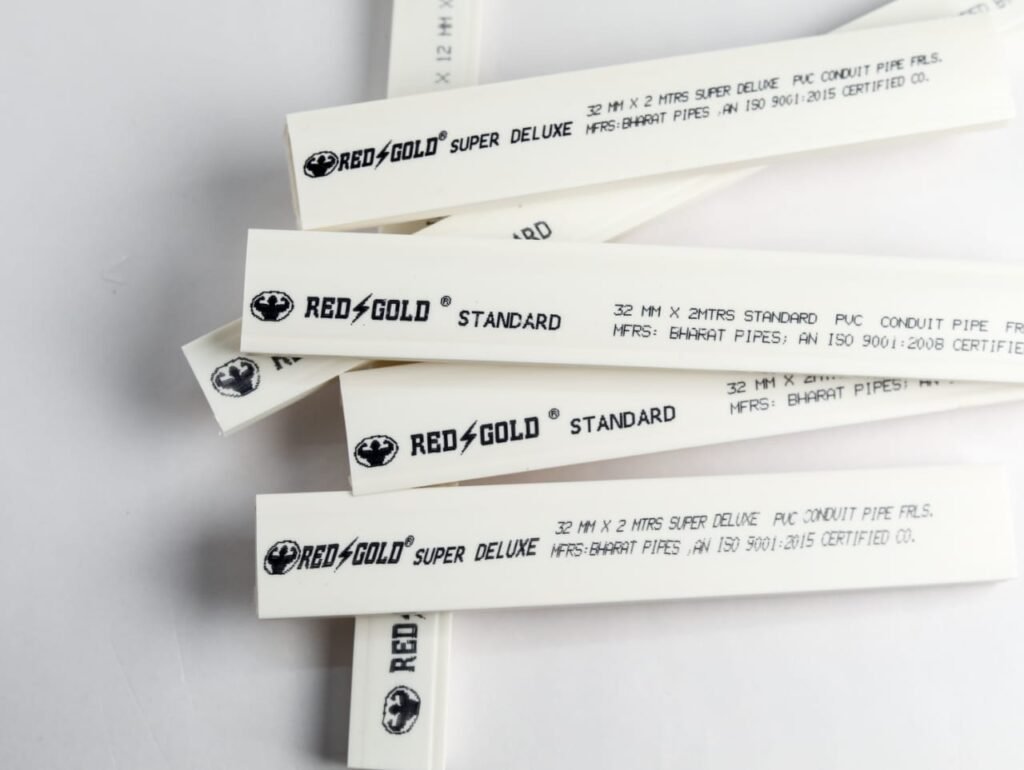 X 12 MM X
RED GOLD® SUPER DELUXE
32 MM X 2 MTRS SUPER DELUXE PVC CONDUIT PIPE FRLS.
MFRS:BHARAT PIPES ,AN ISO 9001:2015 CERTIFIED CO.
RED GOLD ® STANDARD
32 MM X 2MTRS STANDARD PVC CONDUIT PIPE FR
MFRS: BHARAT PIPES; AN ISO 9001:2008 CERTIFIE
RED GOLD ® STANDARD
32 MM X
MFRS: BHARAT PIPES; AN
RED GOLD® SUPER DELUXE
32 MM X 2 MTRS SUPER DELUXE PVC CONDUIT PIPE FRLS.
MFRS:BHARAT PIPES ,AN ISO 9001:2015 CERTIFIED CO.
RED